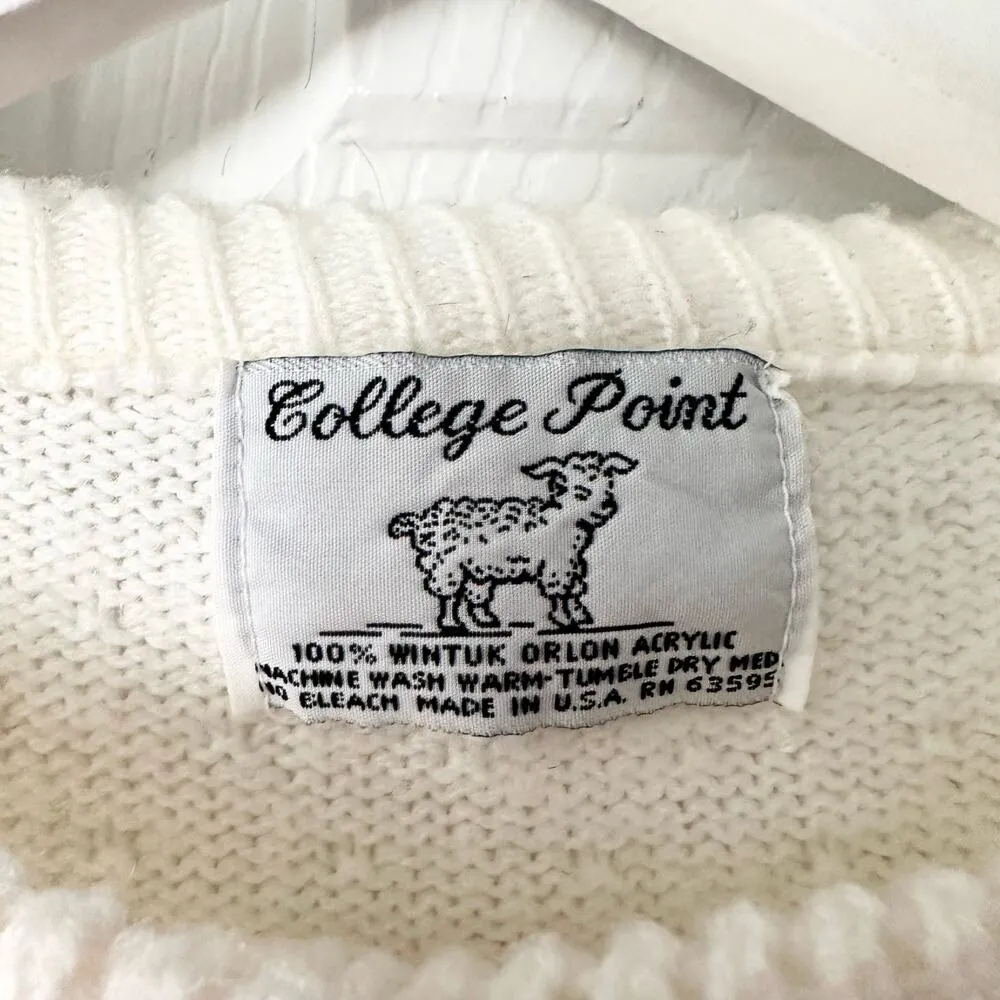 College Point
100% WINTUK ORLON ACRYLIC
MACHINE WASH WARM-TUMBLE DRY MED.
NO BLEACH MADE IN U.S.A. RN 63595